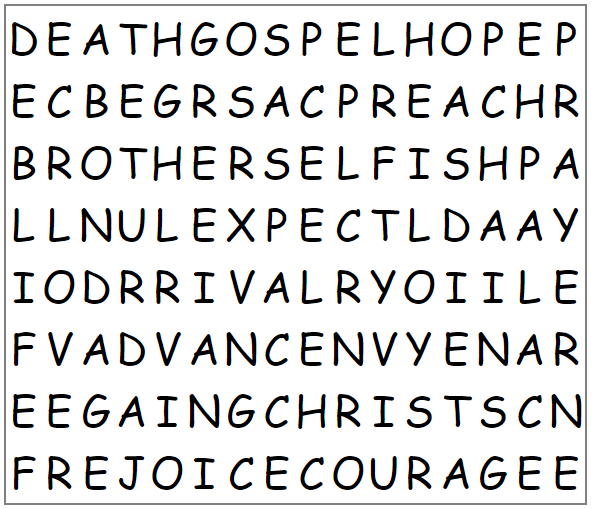 DEATHGOSPELHOPEP
ECBEGRSACPREACHR
BROTHERSELFISHPA
LLNULEXPECTLDAAY
IODRRIVALRYOIILE
FVADVANCENVYENAR
EEGAINGCHRISTSCN
FREJOICECOURAGEE